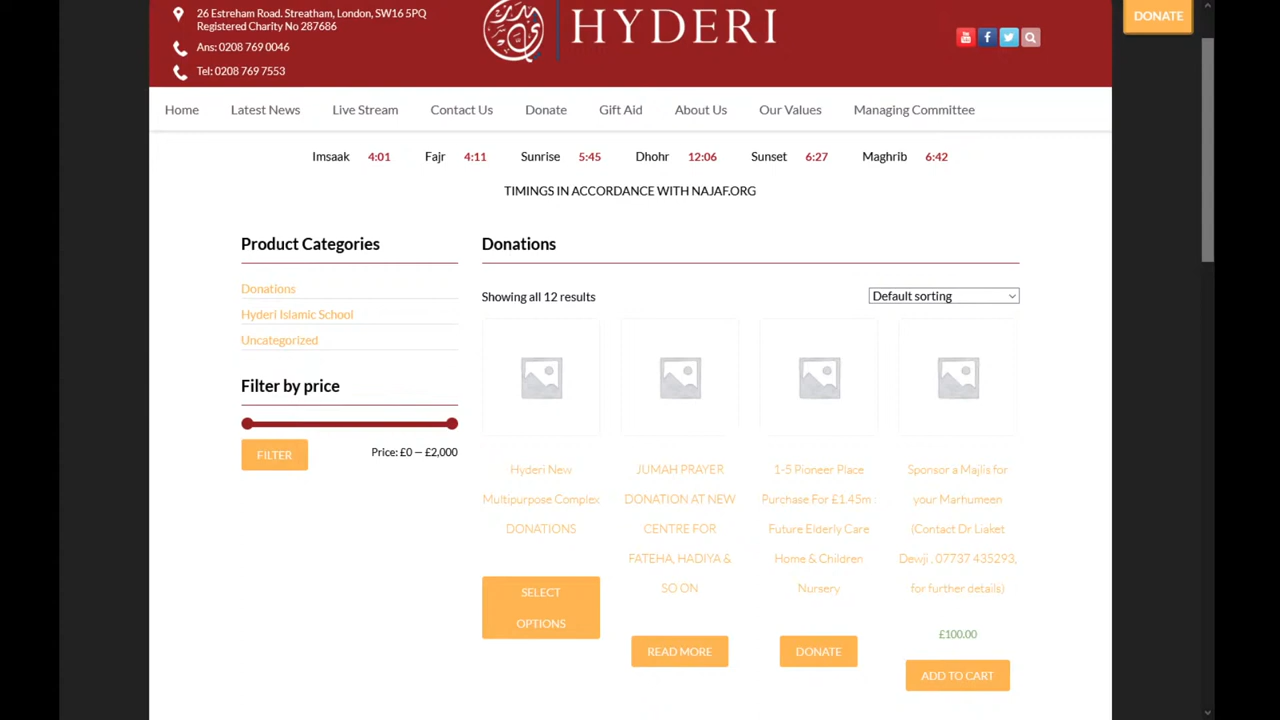 26 Estreham Road. Streatham, London, SW16 5PQ
Registered Charity No 287686
Ans: 0208 769 0046
Tel: 0208 769 7553
HYDERI
DONATE
Home Latest News Live Stream Contact Us Donate Gift Aid About Us Our Values Managing Committee
Imsaak 4:01 Fajr 4:11 Sunrise 5:45 Dhohr 12:06 Sunset 6:27 Maghrib 6:42
TIMINGS IN ACCORDANCE WITH NAJAF.ORG
Product Categories
Donations
Hyderi Islamic School
Uncategorized
Filter by price
FILTER
Price: £0 — £2,000
Donations
Showing all 12 results
Default sorting
Hyderi New
Multipurpose Complex
DONATIONS
SELECT
OPTIONS
JUMAH PRAYER
DONATION AT NEW
CENTRE FOR
FATEHA, HADIYA &
SO ON
READ MORE
1-5 Pioneer Place
Purchase For £1.45m :
Future Elderly Care
Home & Children
Nursery
DONATE
Sponsor a Majlis for
your Marhumeen
(Contact Dr Liaket
Dewji , 07737 435293,
for further details)
£100.00
ADD TO CART